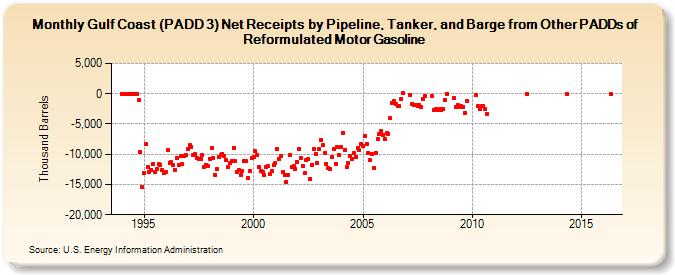 Monthly Gulf Coast (PADD 3) Net Receipts by Pipeline, Tanker, and Barge from Other PADDs of
Reformulated Motor Gasoline
Thousand Barrels
5,000
0
-5,000
-10,000
-15,000
-20,000
1995
2000
2005
2010
2015
Source: U.S. Energy Information Administration